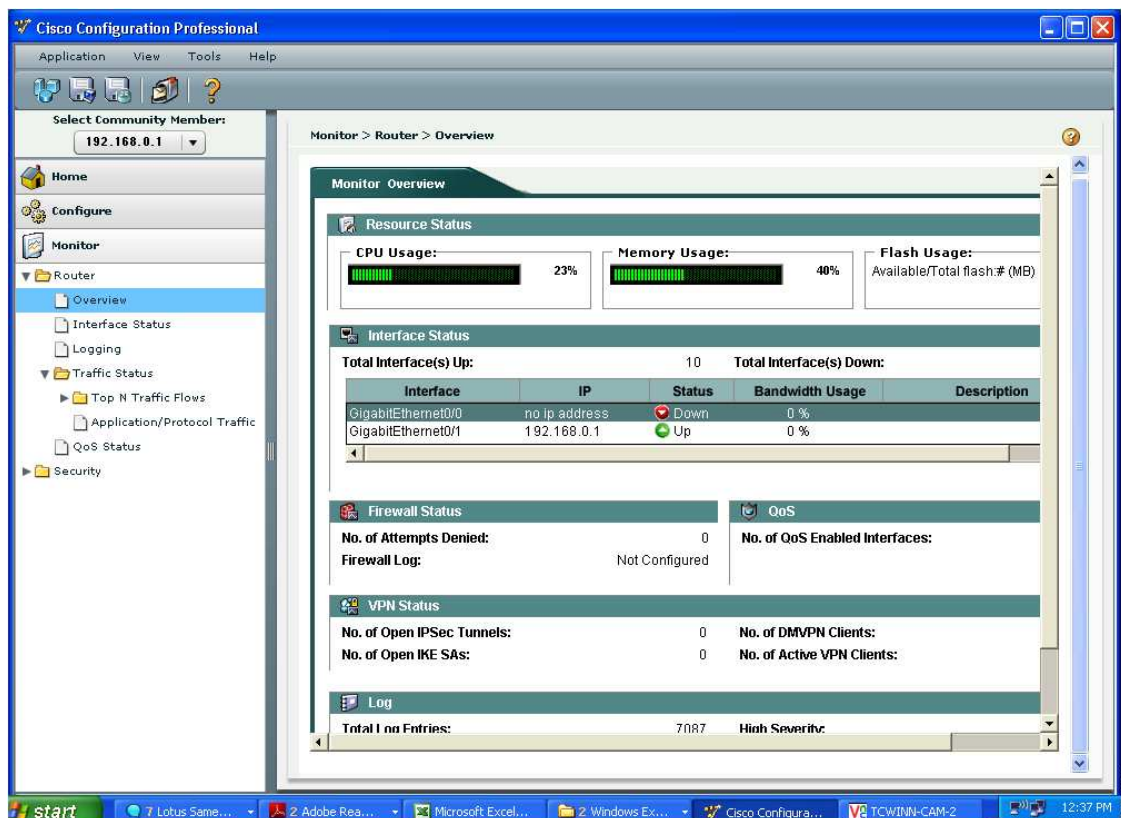 Cisco Configuration Professional
Application View Tools Help
Select Community Member:
192.168.0.1
Home
Configure
Monitor
Router
Overview
Interface Status
Logging
Traffic Status
Top N Traffic Flows
Application/Protocol Traffic
QoS Status
Security
Monitor > Router > Overview
Monitor Overview
Resource Status
CPU Usage:
23%
Memory Usage:
40%
Flash Usage:
Available/Total flash:# (MB)
Interface Status
Total Interface(s) Up: 10 Total Interface(s) Down:
Interface IP Status Bandwidth Usage Description
GigabitEthernet0/0 no ip address Down 0 %
GigabitEthernet0/1 192.168.0.1 Up 0 %
Firewall Status
No. of Attempts Denied: 0
Firewall Log: Not Configured
QoS
No. of QoS Enabled Interfaces:
VPN Status
No. of Open IPSec Tunnels: 0 No. of DMVPN Clients:
No. of Open IKE SAs: 0 No. of Active VPN Clients:
Log
Total Log Entries: 7087 High Severity:
start 7 Lotus Same... 2 Adobe Rea... Microsoft Excel... 2 Windows Ex... Cisco Configura... TCWINN-CAM-2 12:37 PM